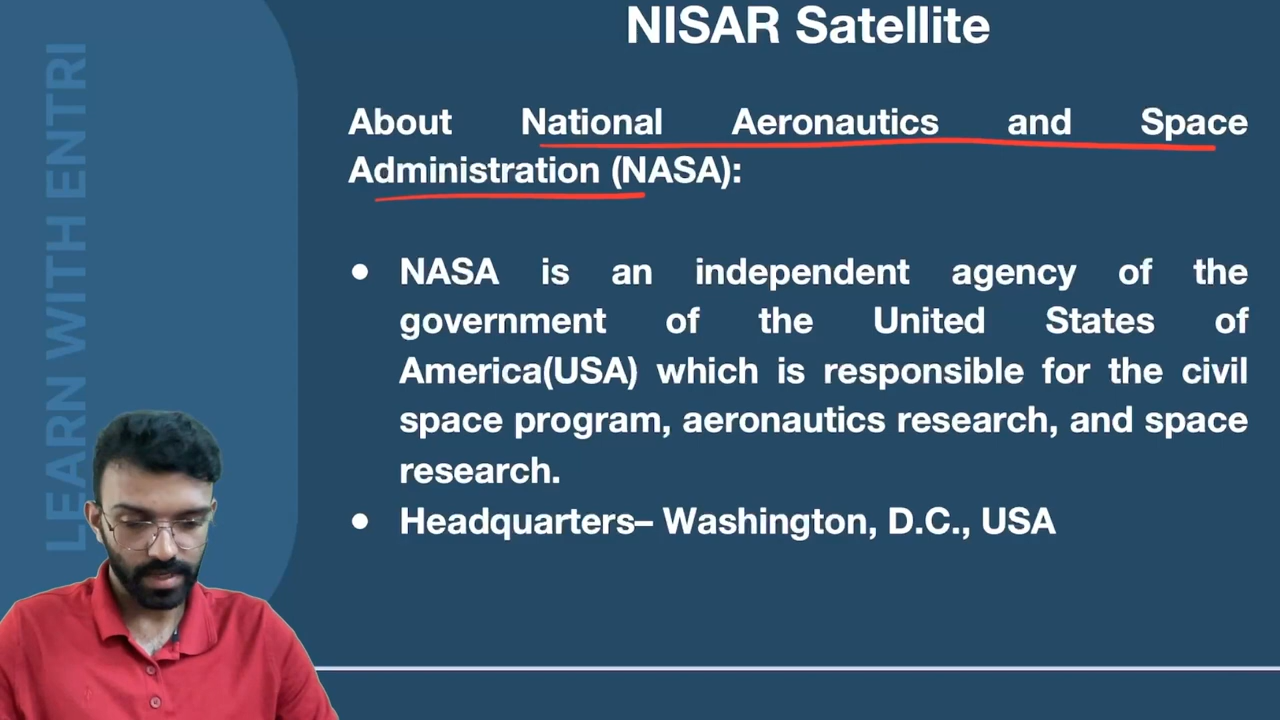 NISAR Satellite
About National Aeronautics and Space
Administration (NASA):
● NASA is an independent agency of the
government of the United States of
America(USA) which is responsible for the civil
space program, aeronautics research, and space
research.
● Headquarters– Washington, D.C., USA
LEARN WITH ENTRI